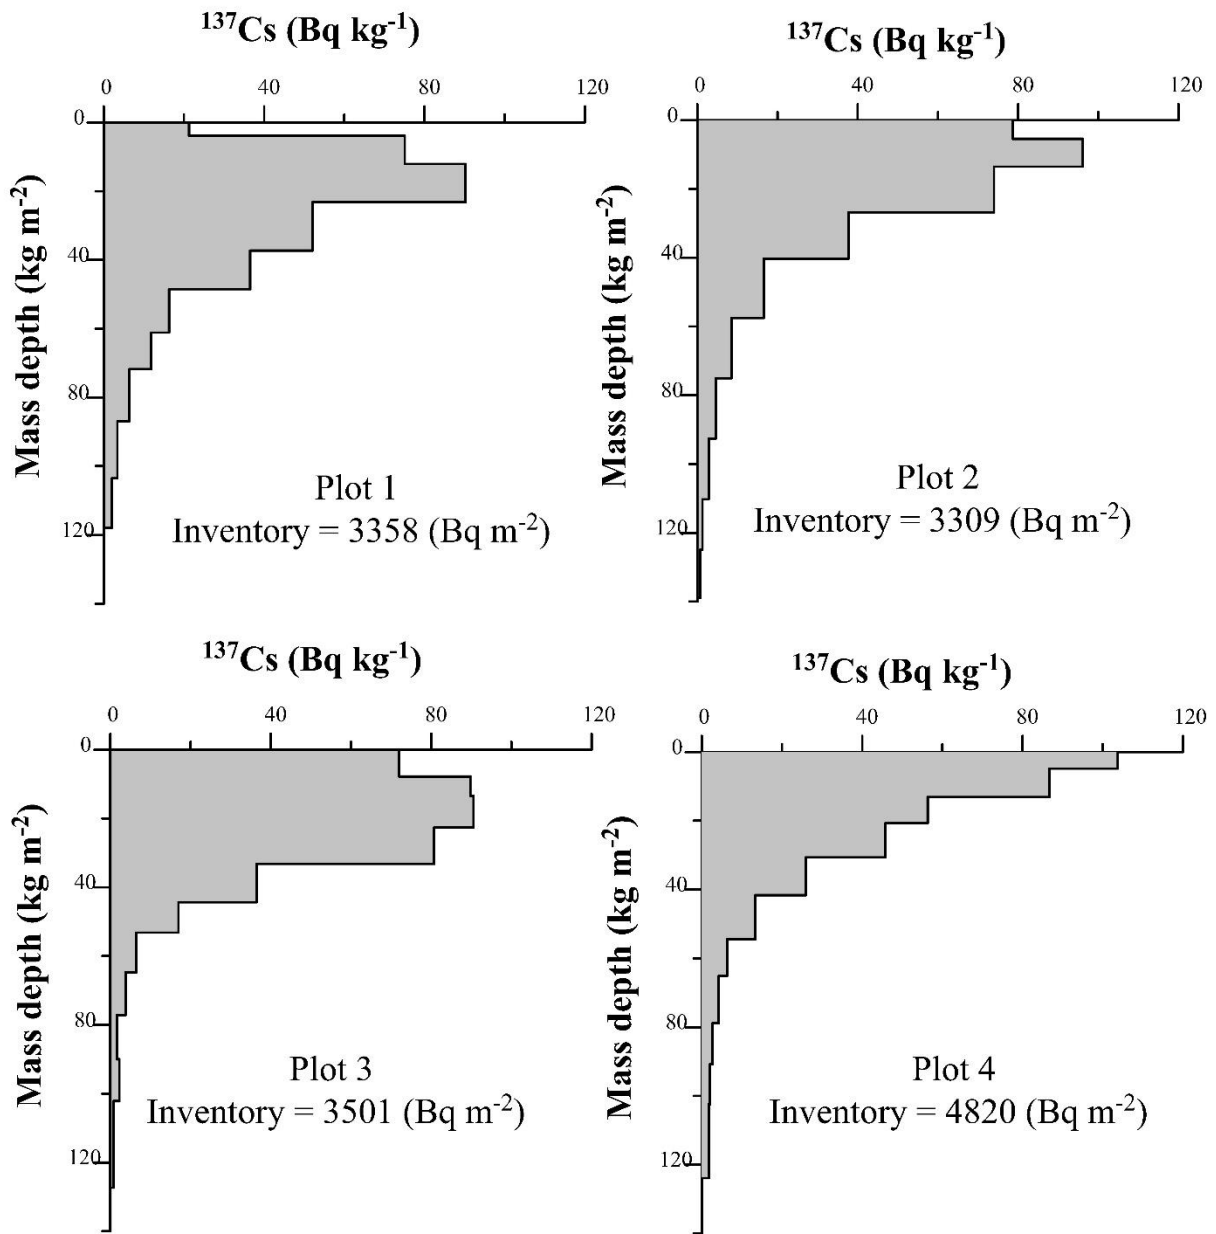 ¹³⁷Cs (Bq kg⁻¹)
0 40 80 120
0
40
80
120
Mass depth (kg m⁻²)
Plot 1
Inventory = 3358 (Bq m⁻²)
¹³⁷Cs (Bq kg⁻¹)
0 40 80 120
0
40
80
120
Mass depth (kg m⁻²)
Plot 2
Inventory = 3309 (Bq m⁻²)
¹³⁷Cs (Bq kg⁻¹)
0 40 80 120
0
40
80
120
Mass depth (kg m⁻²)
Plot 3
Inventory = 3501 (Bq m⁻²)
¹³⁷Cs (Bq kg⁻¹)
0 40 80 120
0
40
80
120
Mass depth (kg m⁻²)
Plot 4
Inventory = 4820 (Bq m⁻²)